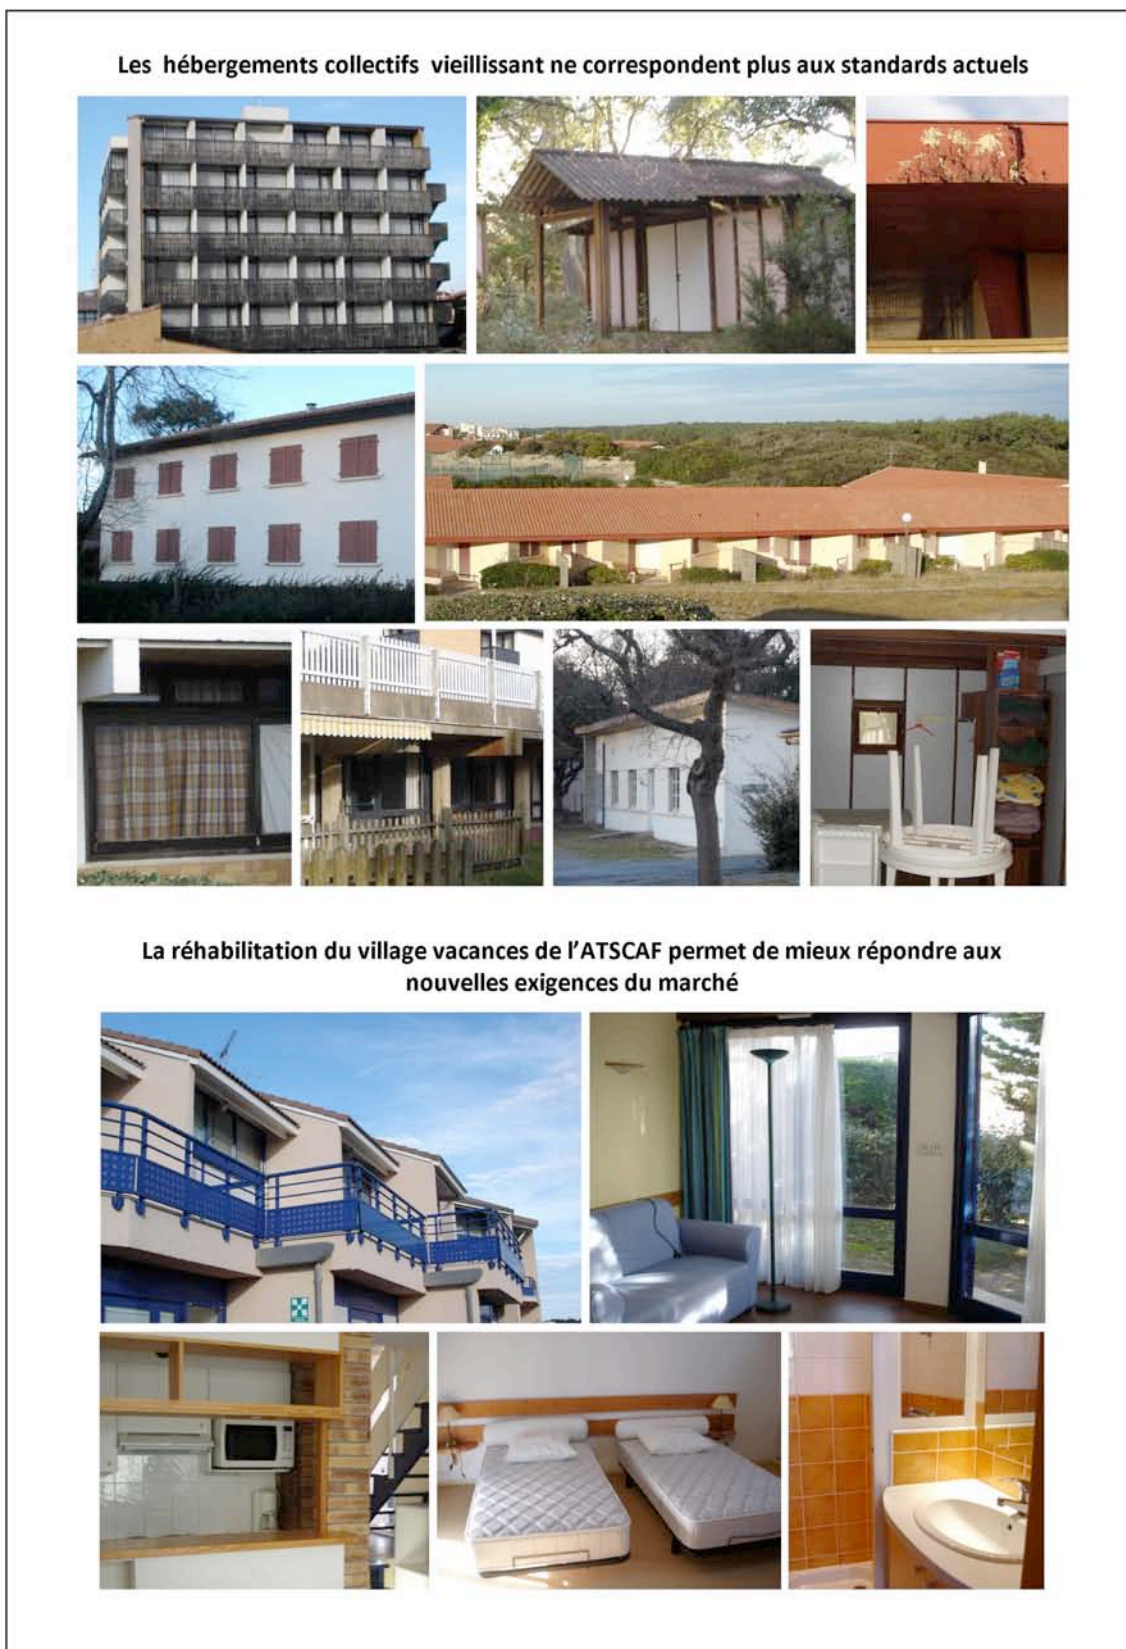 Les hébergements collectifs vieillissant ne correspondent plus aux standards actuels
La réhabilitation du village vacances de l'ATSCAF permet de mieux répondre aux
nouvelles exigences du marché